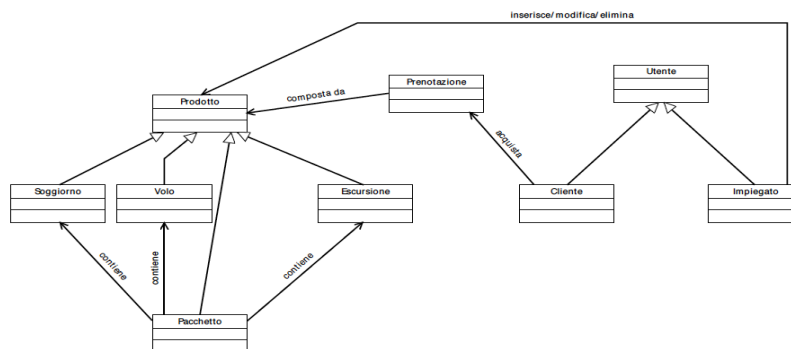 inserisce/modifica/elimina
Utente
Prenotazione
Prodotto
composta da
acquista
Soggiorno
Volo
Escursione
Cliente
Impiegato
contiene
contiene
contiene
Pacchetto